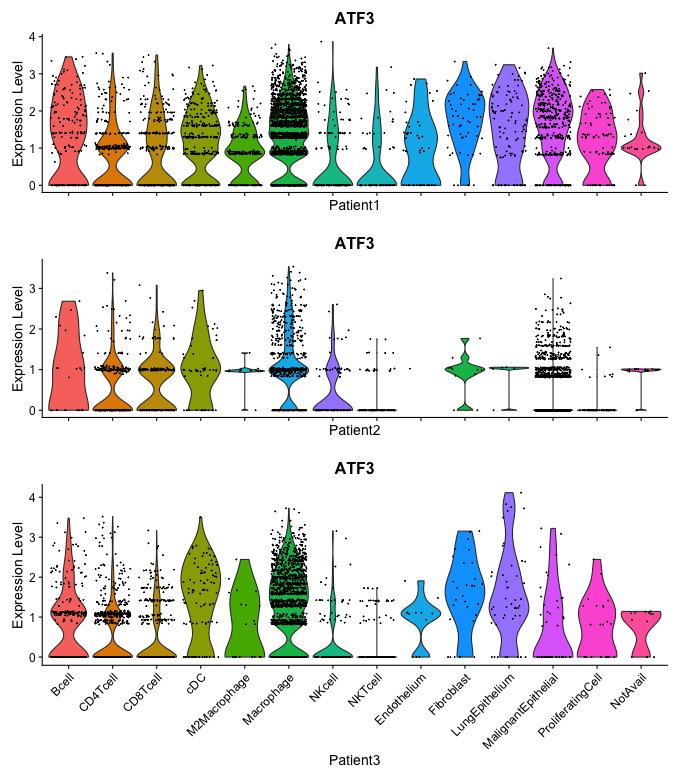 ATF3
Expression Level
4
3
2
1
0
Patient1
ATF3
Expression Level
3
2
1
0
Patient2
ATF3
Expression Level
4
3
2
1
0
Bcell
CD4Tcell
CD8Tcell
cDC
M2Macrophage
Macrophage
NKcell
NKTcell
Endothelium
Fibroblast
LungEpithelium
MalignantEpithelial
ProliferatingCell
NotAvail
Patient3